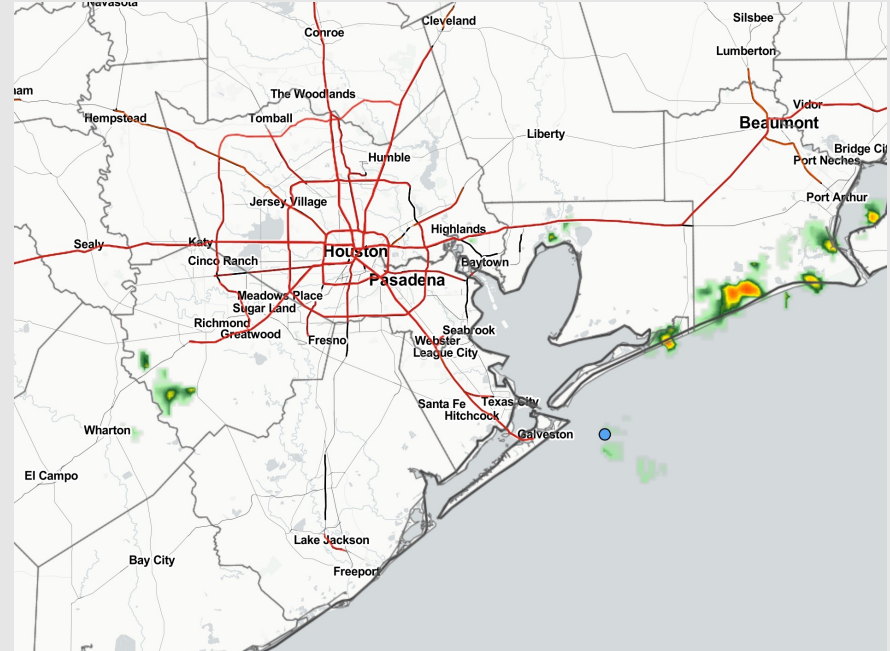 Navasota
Cleveland
Silsbee
Conroe
Lumberton
The Woodlands
Vidor
Hempstead
Tomball
Beaumont
Liberty
Bridge Cit
Humble
Port Neches
Port Arthur
Jersey Village
Highlands
Sealy
Katy
Houston
Cinco Ranch
Baytown
Pasadena
Meadows Place
Sugar Land
Richmond
Greatwood
Fresno
Seabrook
Webster
League City
Santa Fe
Texas City
Hitchcock
Wharton
Galveston
El Campo
Lake Jackson
Bay City
Freeport